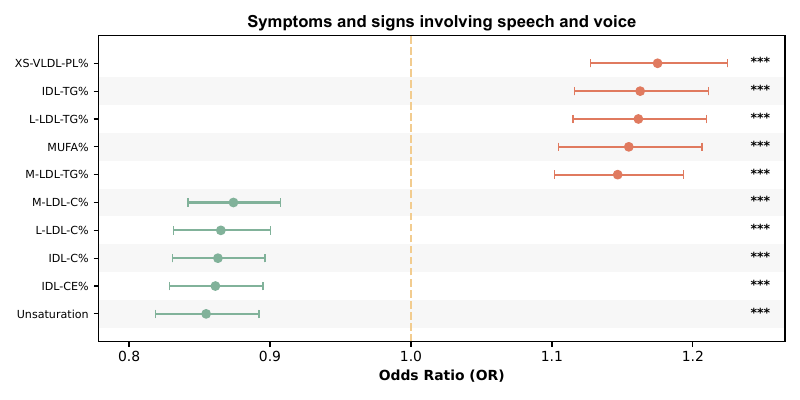 Symptoms and signs involving speech and voice
XS-VLDL-PL% ***
IDL-TG% ***
L-LDL-TG% ***
MUFA% ***
M-LDL-TG% ***
M-LDL-C% ***
L-LDL-C% ***
IDL-C% ***
IDL-CE% ***
Unsaturation ***
0.8 0.9 1.0 1.1 1.2
Odds Ratio (OR)